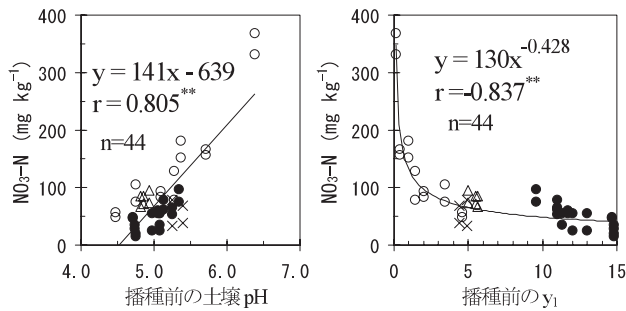 NO₃−N (mg kg⁻¹)
400
300
200
100
0
y = 141x - 639
r = 0.805**
n=44
4.0 5.0 6.0 7.0
播種前の土壌pH
NO₃−N (mg kg⁻¹)
400
300
200
100
0
y = 130x^-0.428
r =-0.837**
n=44
0 5 10 15
播種前のy₁